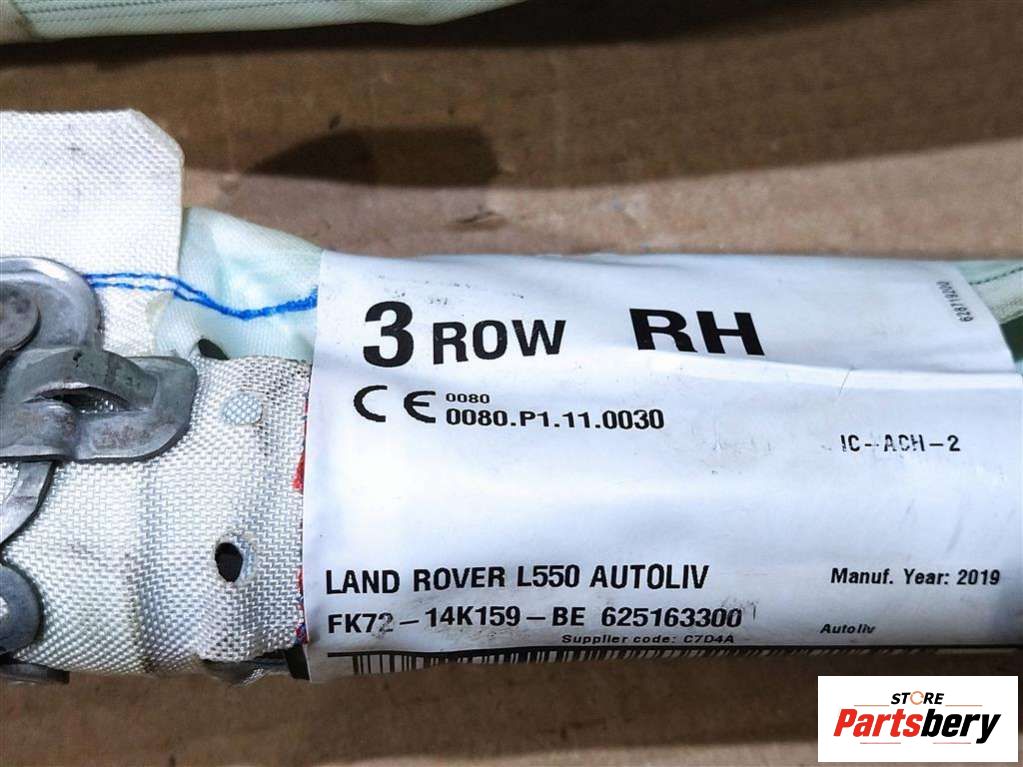 3 ROW RH
CE 0080
0080.P1.11.0030
IC-ACH-2
LAND ROVER L550 AUTOLIV
Manuf. Year: 2019
FK72-14K159-BE 625163300
Autoliv
Supplier code: C7D4A
STORE
Partsbery